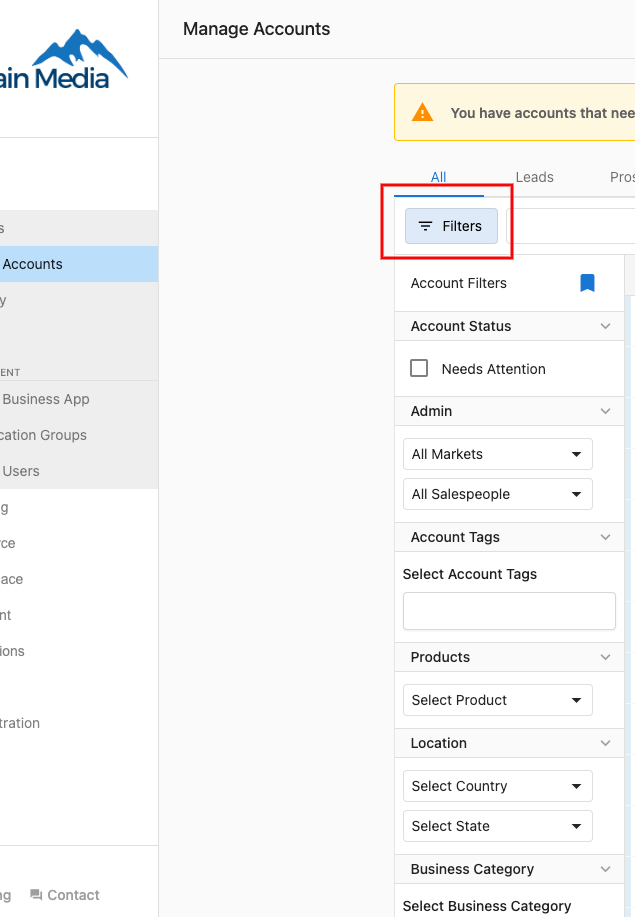 Manage Accounts
ain Media
You have accounts that nee
All Leads Pros
Filters
s
Accounts
y
Account Filters
Account Status
Needs Attention
ENT
Business App
cation Groups
Users
g
rce
ace
nt
ions
tration
ng Contact
Admin
All Markets
All Salespeople
Account Tags
Select Account Tags
Products
Select Product
Location
Select Country
Select State
Business Category
Select Business Category